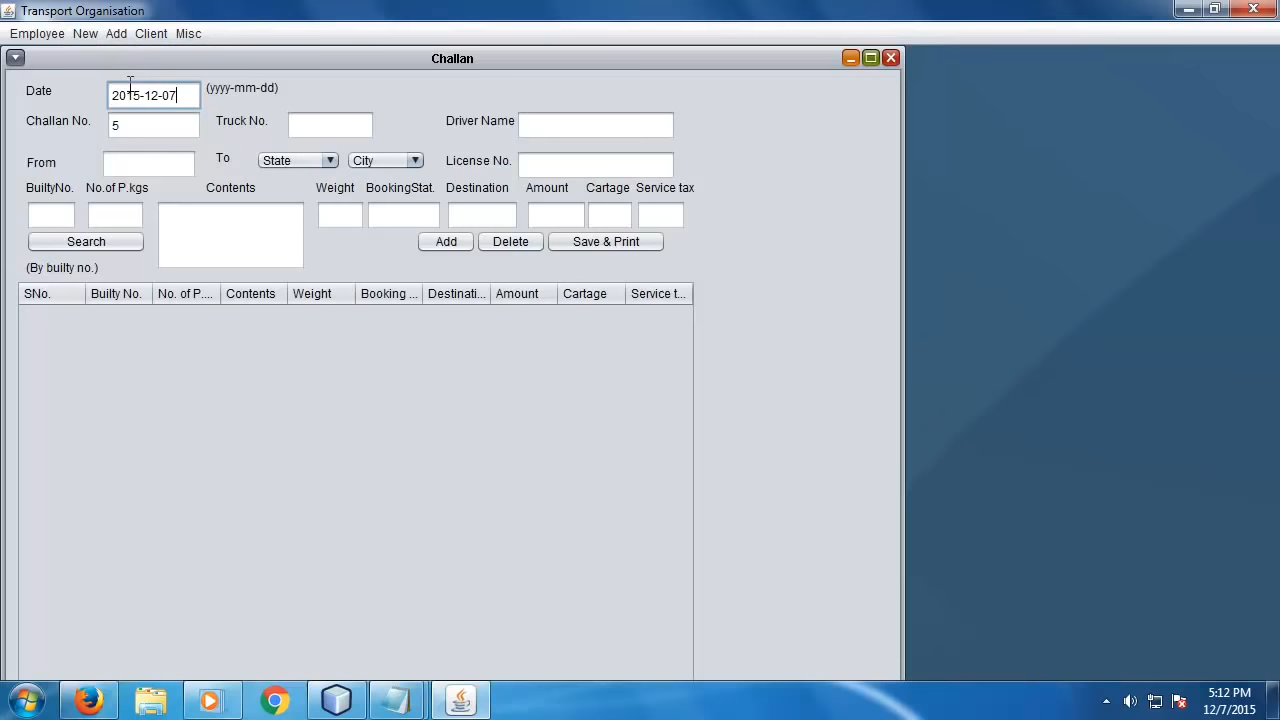 Transport Organisation
Employee New Add Client Misc
Challan
Date 2015-12-07 (yyyy-mm-dd)
Challan No. 5 Truck No. Driver Name
From To State City License No.
BuiltyNo. No.of P.kgs Contents Weight BookingStat. Destination Amount Cartage Service tax
Search Add Delete Save & Print
(By builty no.)
SNo. Builty No. No. of P.... Contents Weight Booking ... Destinati... Amount Cartage Service t...
5:12 PM
12/7/2015